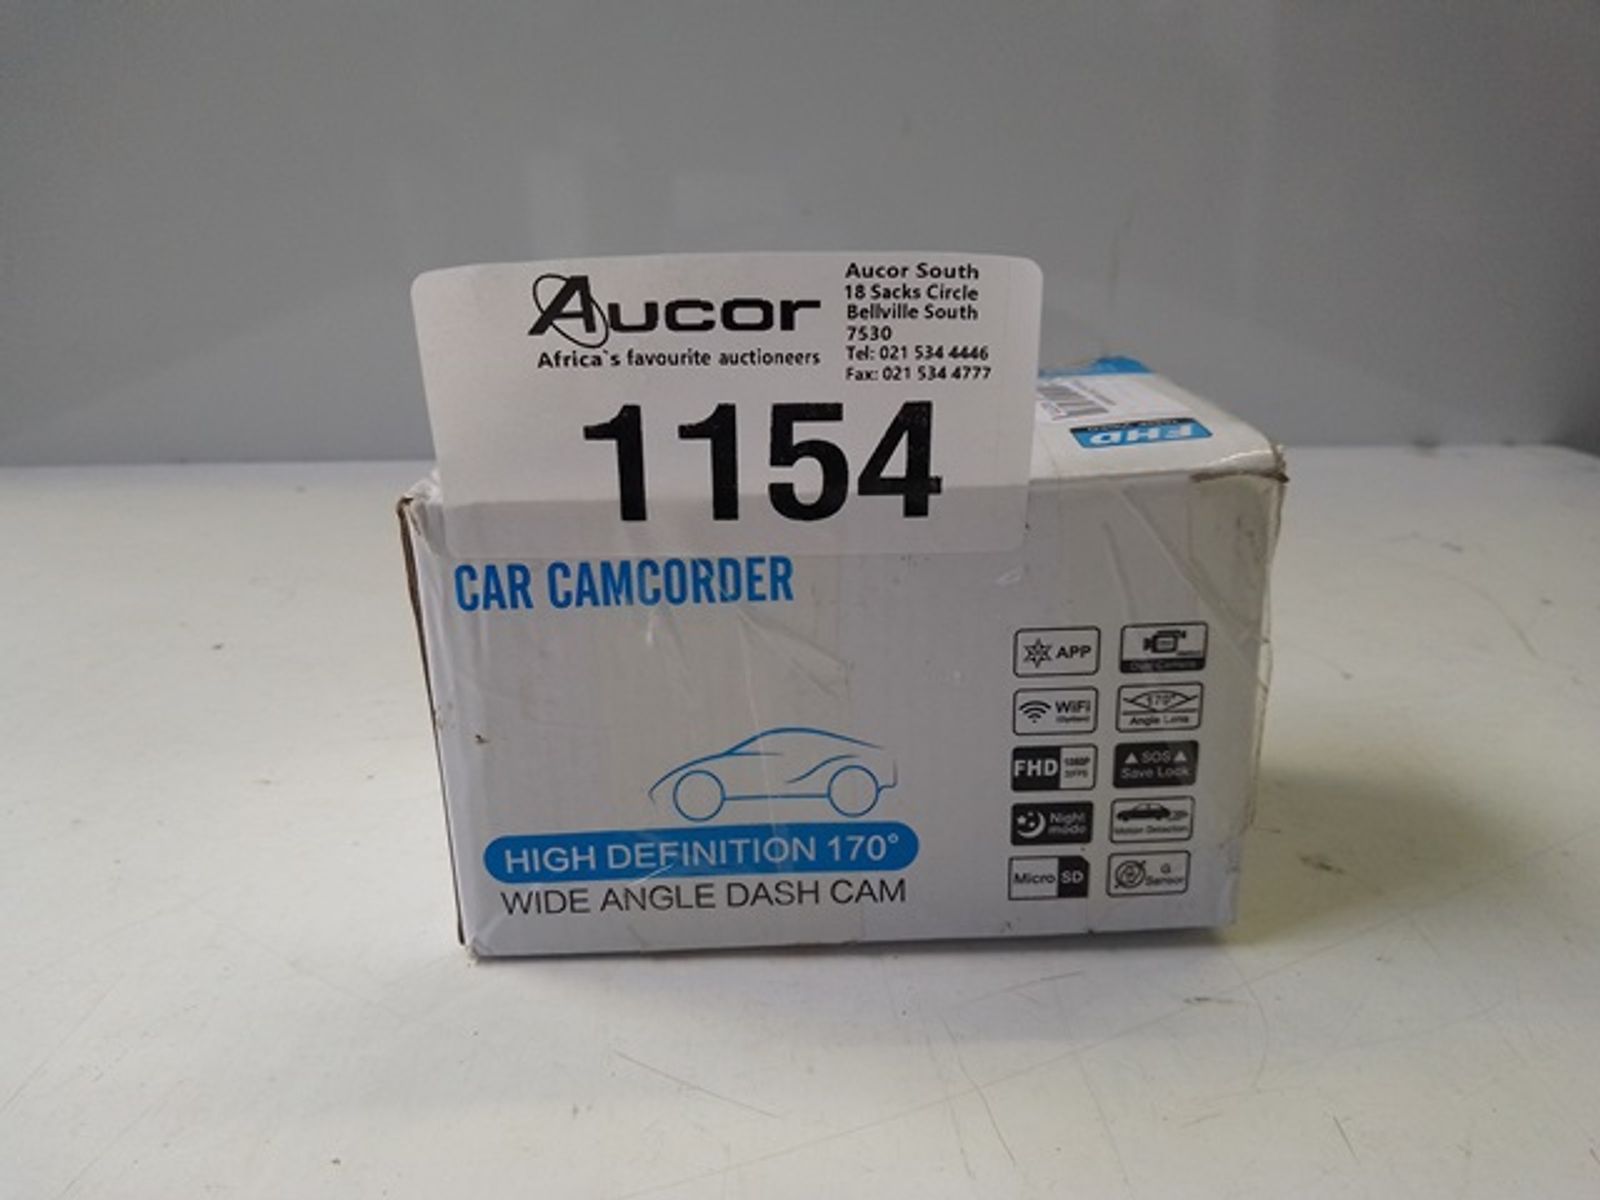 Aucor
Africa`s favourite auctioneers
Aucor South
18 Sacks Circle
Bellville South
7530
Tel: 021 534 4446
Fax: 021 534 4777
1154
FHD
CAR CAMCORDER
HIGH DEFINITION 170°
WIDE ANGLE DASH CAM
APP
WiFi
170°
Angle Lens
FHD 1080P
SOS
Save Lock
Night
mode
Motion Detection
Micro SD
G
Sensor